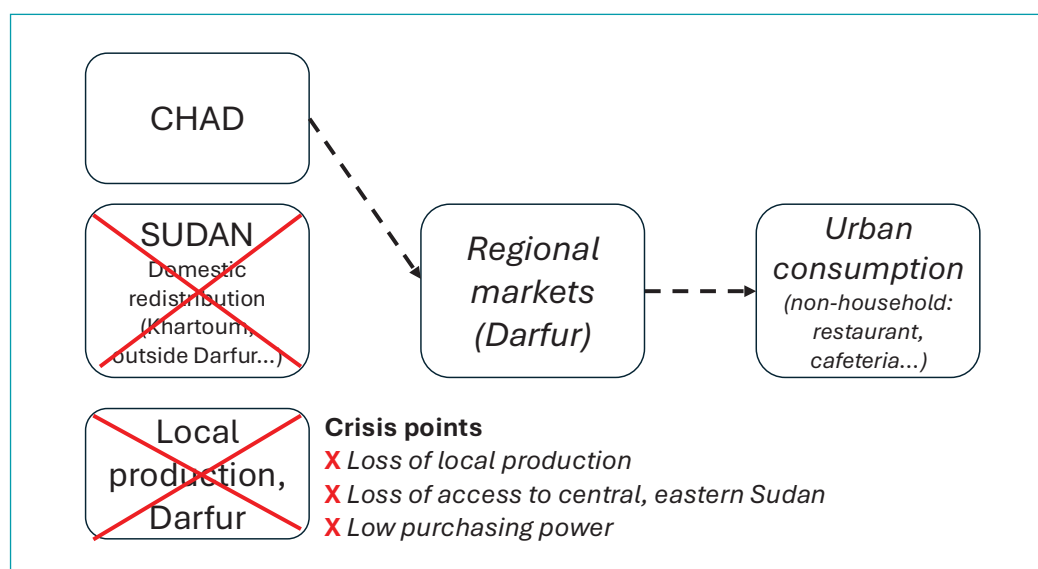 CHAD
SUDAN
Domestic
redistribution
(Khartoum,
outside Darfur...)
Local
production,
Darfur
Regional
markets
(Darfur)
Urban
consumption
(non-household:
restaurant,
cafeteria...)
Crisis points
X Loss of local production
X Loss of access to central, eastern Sudan
X Low purchasing power